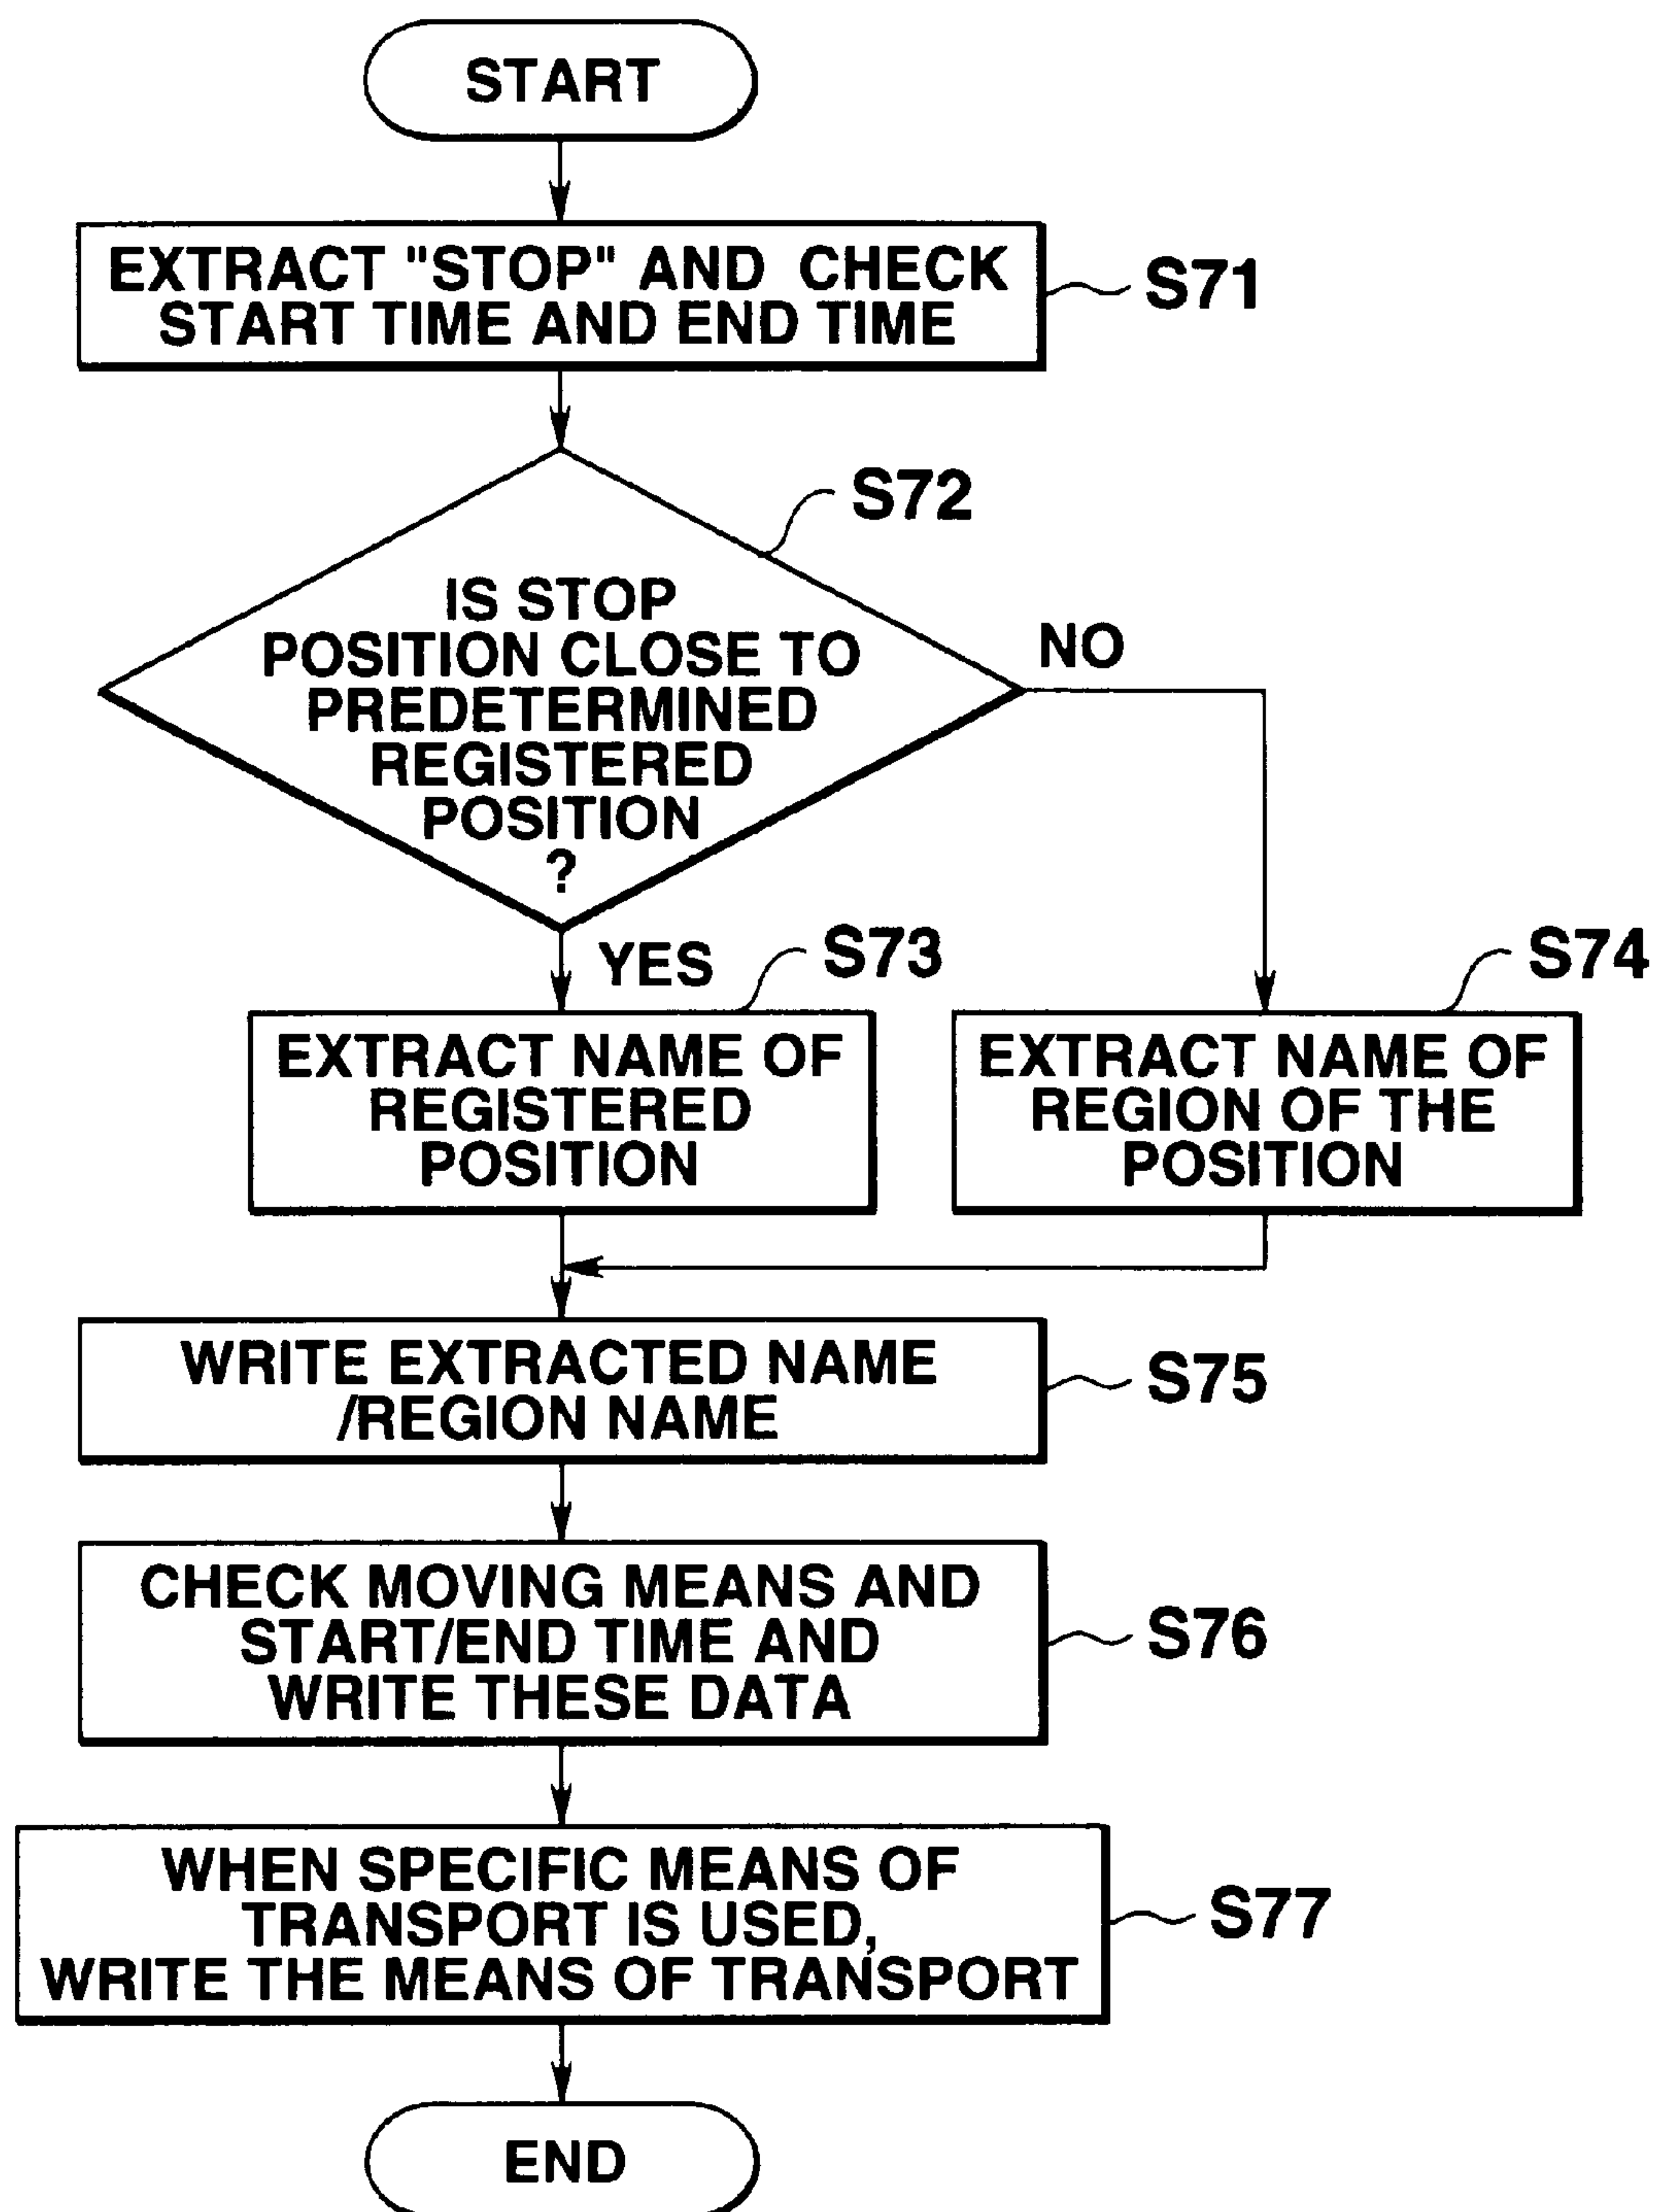 START
EXTRACT "STOP" AND CHECK
START TIME AND END TIME
S71
S72
IS STOP
POSITION CLOSE TO
PREDETERMINED
REGISTERED
POSITION
?
NO
YES
S73
S74
EXTRACT NAME OF
REGISTERED
POSITION
EXTRACT NAME OF
REGION OF THE
POSITION
WRITE EXTRACTED NAME
/REGION NAME
S75
CHECK MOVING MEANS AND
START/END TIME AND
WRITE THESE DATA
S76
WHEN SPECIFIC MEANS OF
TRANSPORT IS USED,
WRITE THE MEANS OF TRANSPORT
S77
END